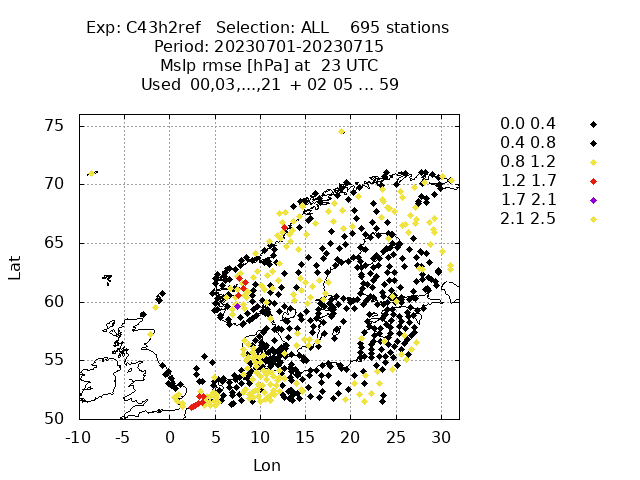 Exp: C43h2ref   Selection: ALL    695 stations
Period: 20230701-20230715
Mslp rmse [hPa] at  23 UTC
Used  00,03,...,21  + 02 05 ... 59
75
70
65
60
55
50
-10 -5 0 5 10 15 20 25 30
Lat
Lon
0.0 0.4
0.4 0.8
0.8 1.2
1.2 1.7
1.7 2.1
2.1 2.5